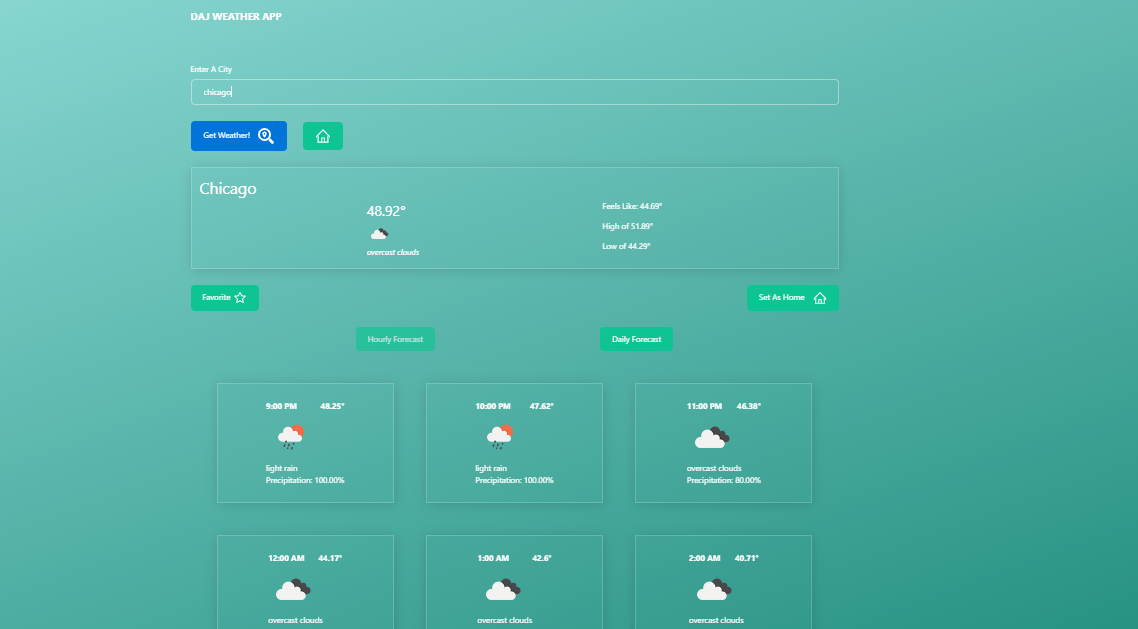 DAJ WEATHER APP
Enter A City
chicago
Get Weather!
Chicago
48.92°
overcast clouds
Feels Like: 44.69°
High of 51.89°
Low of 44.29°
Favorite
Set As Home
Hourly Forecast
Daily Forecast
9:00 PM 48.25°
light rain
Precipitation: 100.00%
10:00 PM 47.62°
light rain
Precipitation: 100.00%
11:00 PM 46.38°
overcast clouds
Precipitation: 80.00%
12:00 AM 44.17°
overcast clouds
1:00 AM 42.6°
overcast clouds
2:00 AM 40.71°
overcast clouds